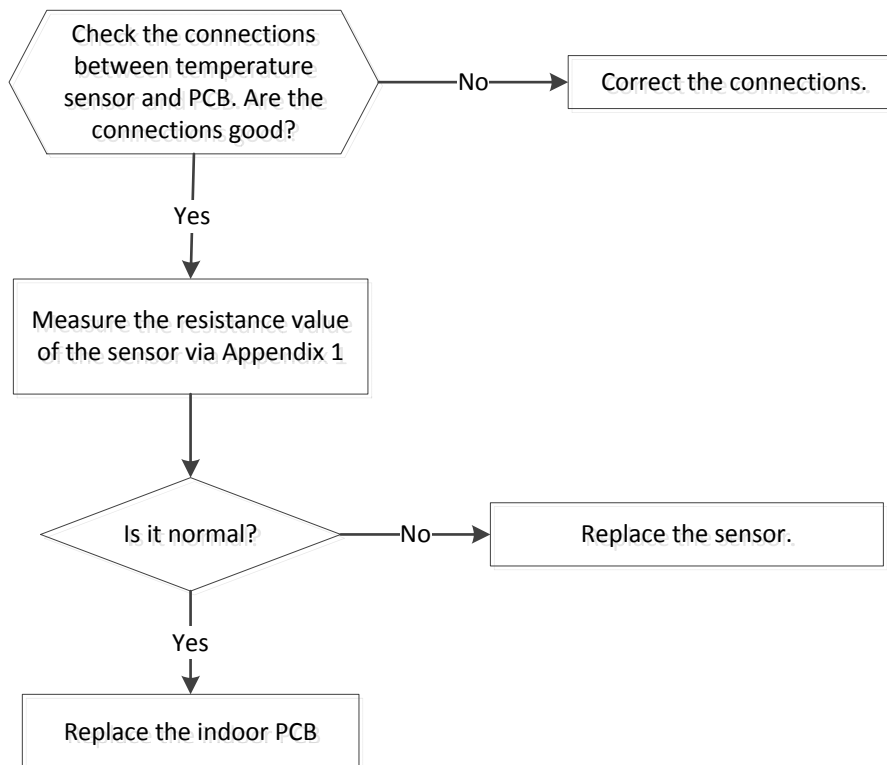 Check the connections
between temperature
sensor and PCB. Are the
connections good?
No
Correct the connections.
Yes
Measure the resistance value
of the sensor via Appendix 1
Is it normal?
No
Replace the sensor.
Yes
Replace the indoor PCB